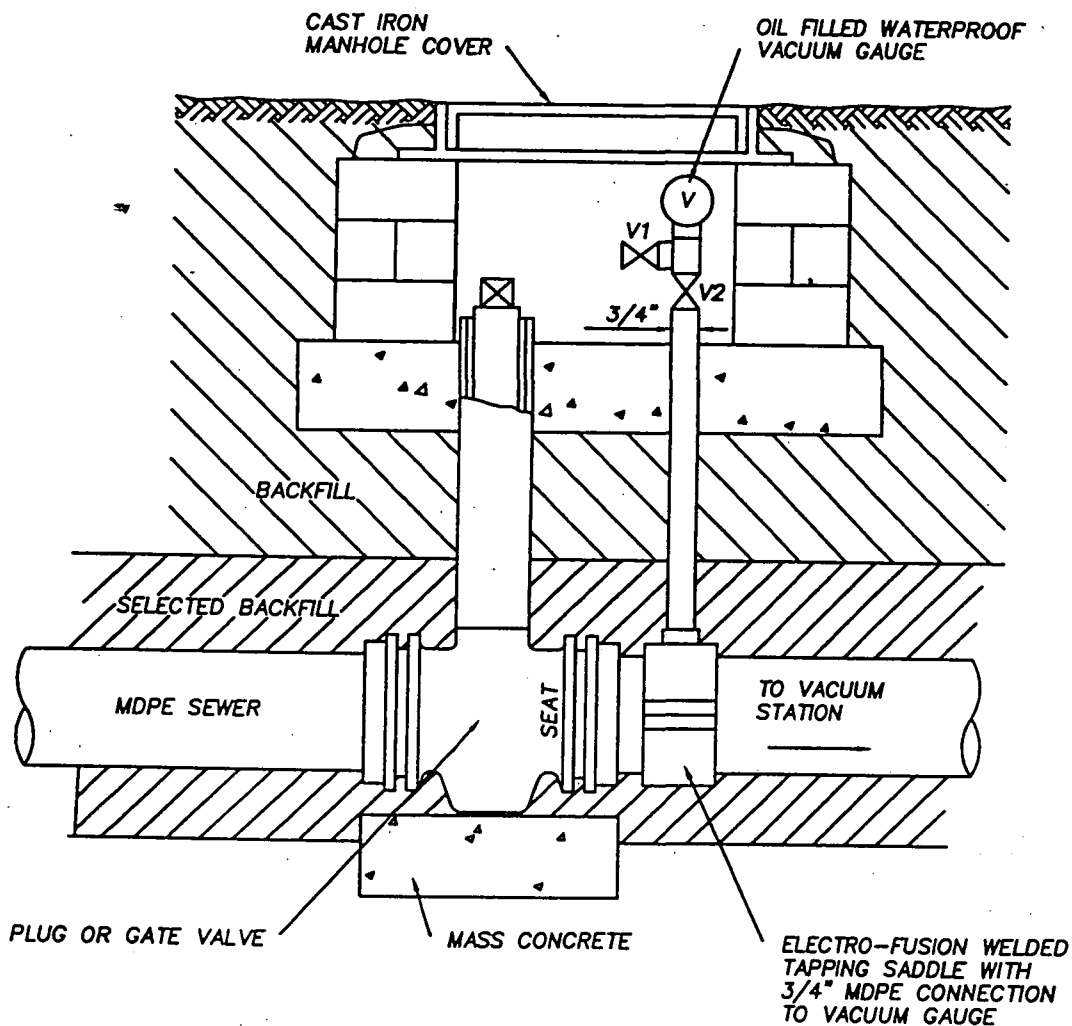 CAST IRON
MANHOLE COVER
OIL FILLED WATERPROOF
VACUUM GAUGE
V
V1
V2
3/4"
BACKFILL
SELECTED BACKFILL
MDPE SEWER
SEAT
TO VACUUM
STATION
PLUG OR GATE VALVE
MASS CONCRETE
ELECTRO-FUSION WELDED
TAPPING SADDLE WITH
3/4" MDPE CONNECTION
TO VACUUM GAUGE